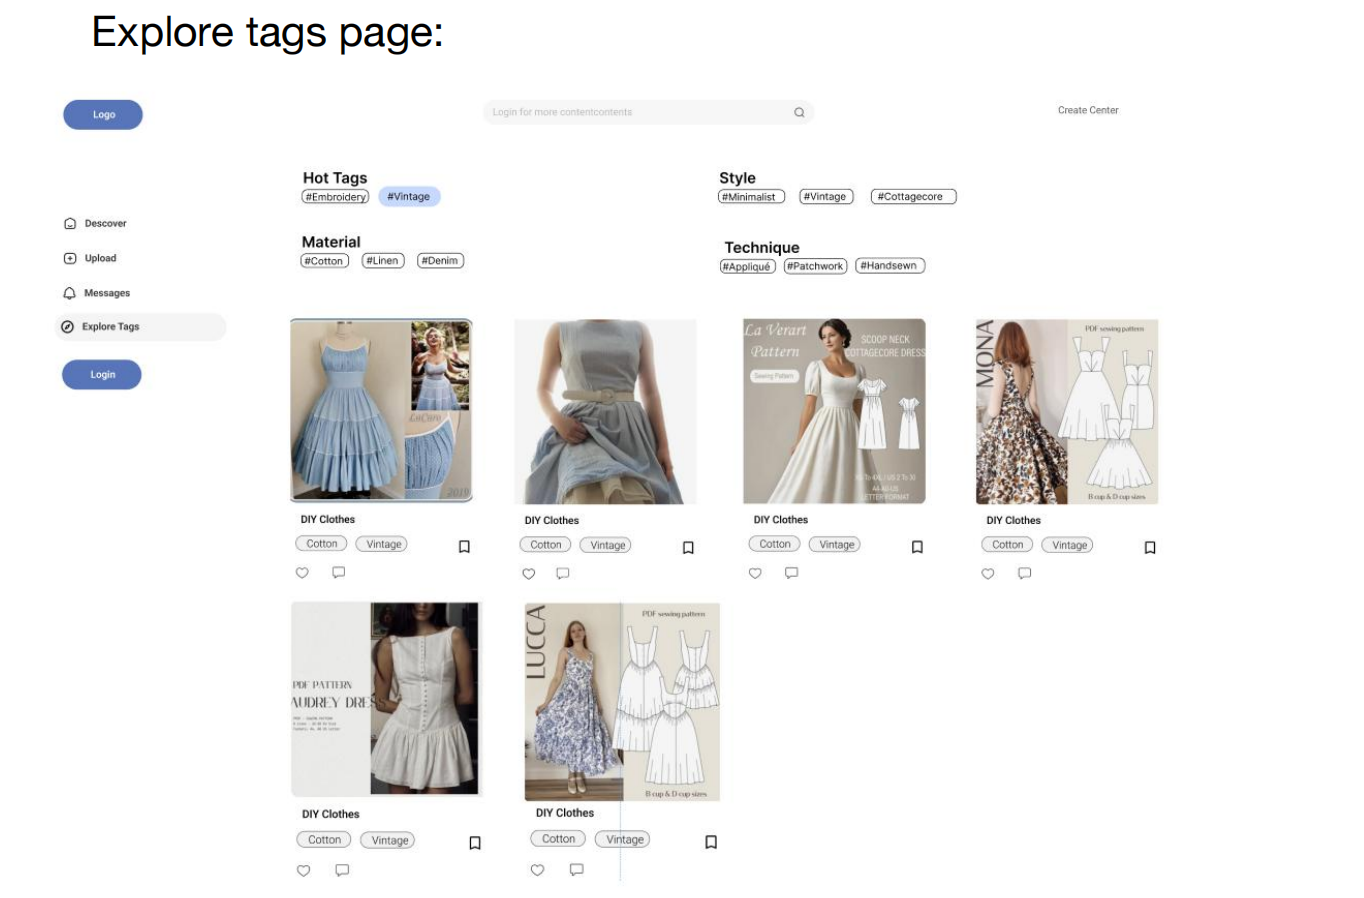 Explore tags page:
Logo
Login for more contentcontents
Create Center
Hot Tags
#Embroidery #Vintage
Style
#Minimalist #Vintage #Cottagecore
Material
#Cotton #Linen #Denim
Technique
#Appliqué #Patchwork #Handsewn
Descover
Upload
Messages
Explore Tags
Login
LaClare
2019
DIY Clothes
Cotton Vintage
DIY Clothes
Cotton Vintage
La Verart
Pattern
Sewing Pattern
SCOOP NECK
COTTAGECORE DRESS
LETTER FORMAT
DIY Clothes
Cotton Vintage
MONA
PDF sewing pattern
B cup & D cup sizes
DIY Clothes
Cotton Vintage
PDF PATTERN
AUDREY DRESS
DIY Clothes
Cotton Vintage
LUCCA
PDF sewing pattern
B cup & D cup sizes
DIY Clothes
Cotton Vintage